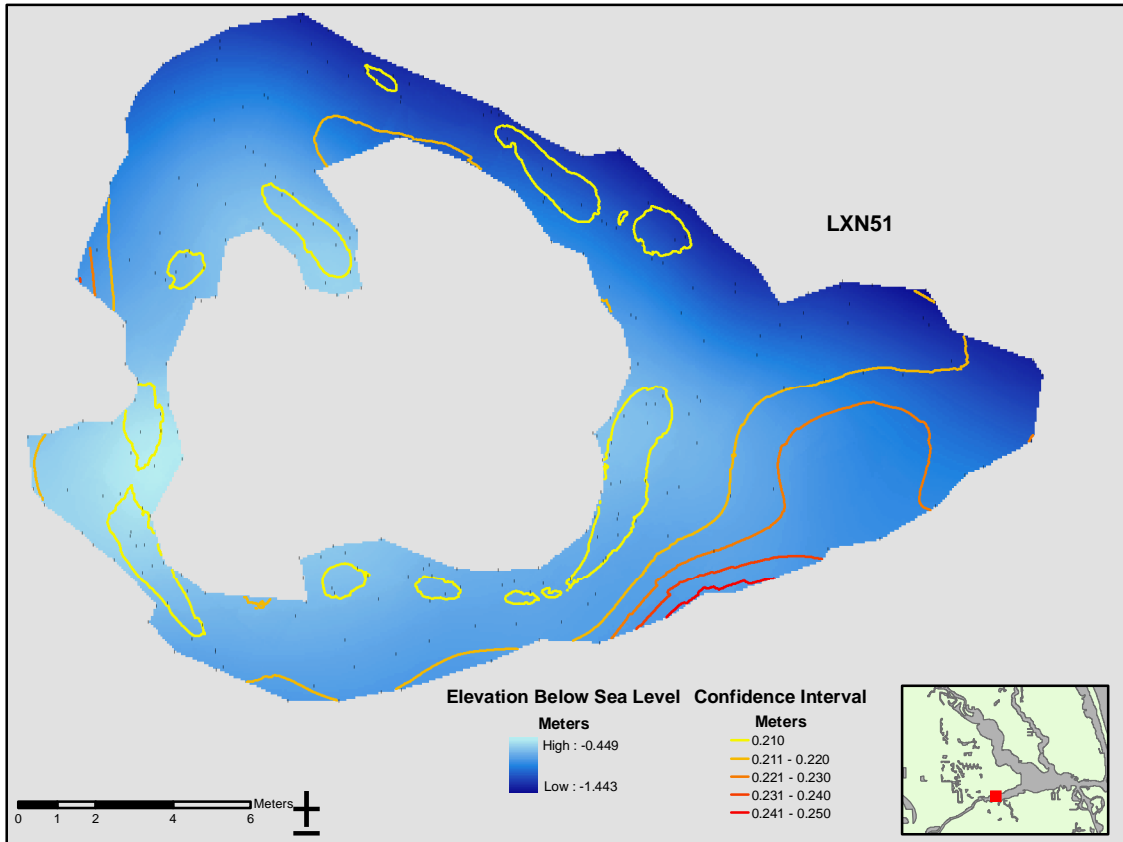 LXN51
Elevation Below Sea Level
Meters
High : -0.449
Low : -1.443
Confidence Interval
Meters
0.210
0.211 - 0.220
0.221 - 0.230
0.231 - 0.240
0.241 - 0.250
Meters
0 1 2 4 6